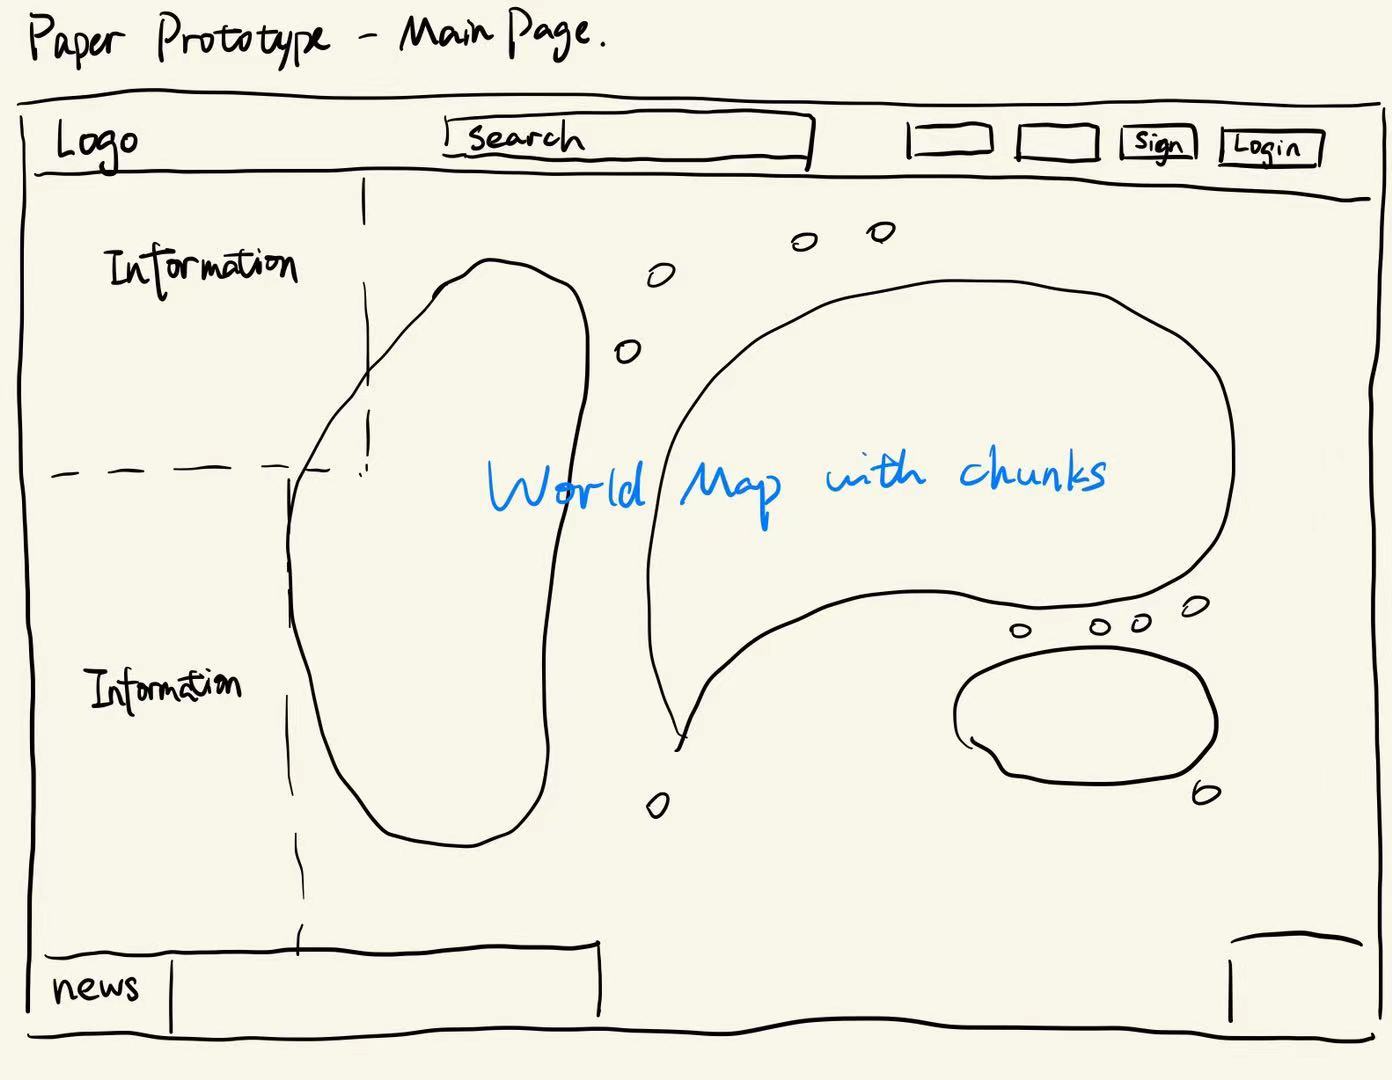 Paper Prototype - Main Page.
Logo
Search
Sign
Login
Information
World Map with chunks
Information
news